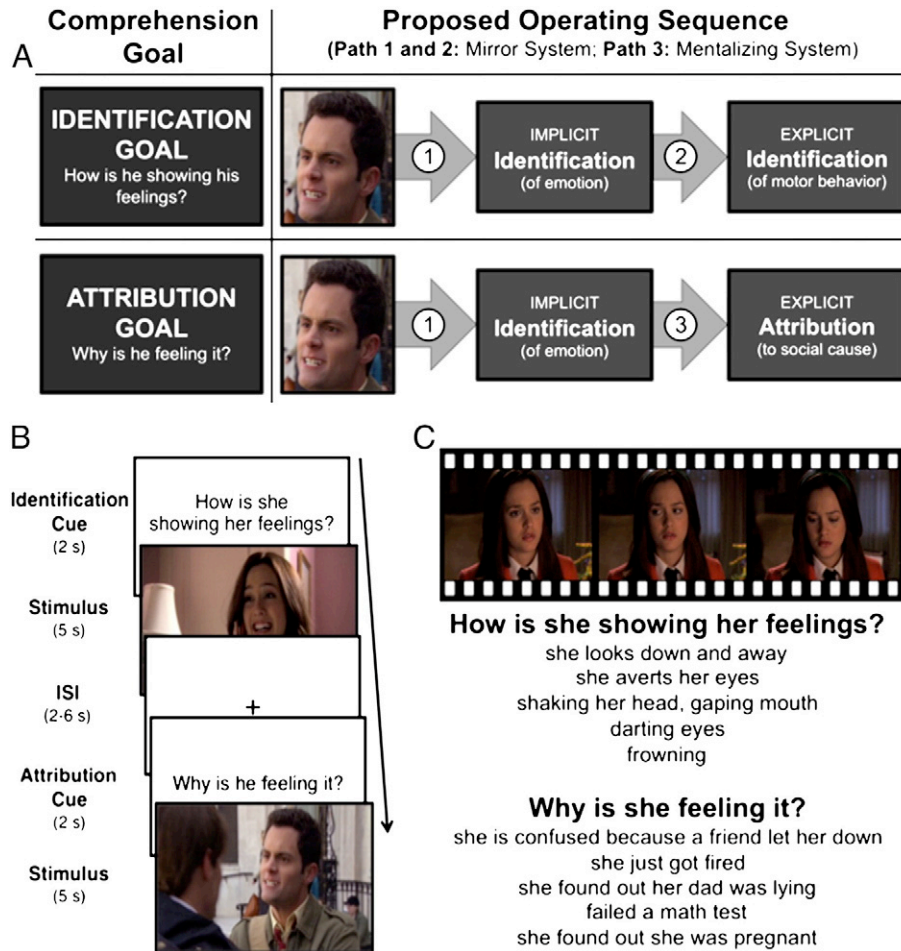 Comprehension
Goal
Proposed Operating Sequence
(Path 1 and 2: Mirror System; Path 3: Mentalizing System)
A
IDENTIFICATION
GOAL
How is he showing his
feelings?
1
IMPLICIT
Identification
(of emotion)
2
EXPLICIT
Identification
(of motor behavior)
ATTRIBUTION
GOAL
Why is he feeling it?
1
IMPLICIT
Identification
(of emotion)
3
EXPLICIT
Attribution
(to social cause)
B
Identification
Cue
(2 s)
How is she
showing her feelings?
Stimulus
(5 s)
ISI
(2-6 s)
+
Attribution
Cue
(2 s)
Why is he feeling it?
Stimulus
(5 s)
C
How is she showing her feelings?
she looks down and away
she averts her eyes
shaking her head, gaping mouth
darting eyes
frowning
Why is she feeling it?
she is confused because a friend let her down
she just got fired
she found out her dad was lying
failed a math test
she found out she was pregnant